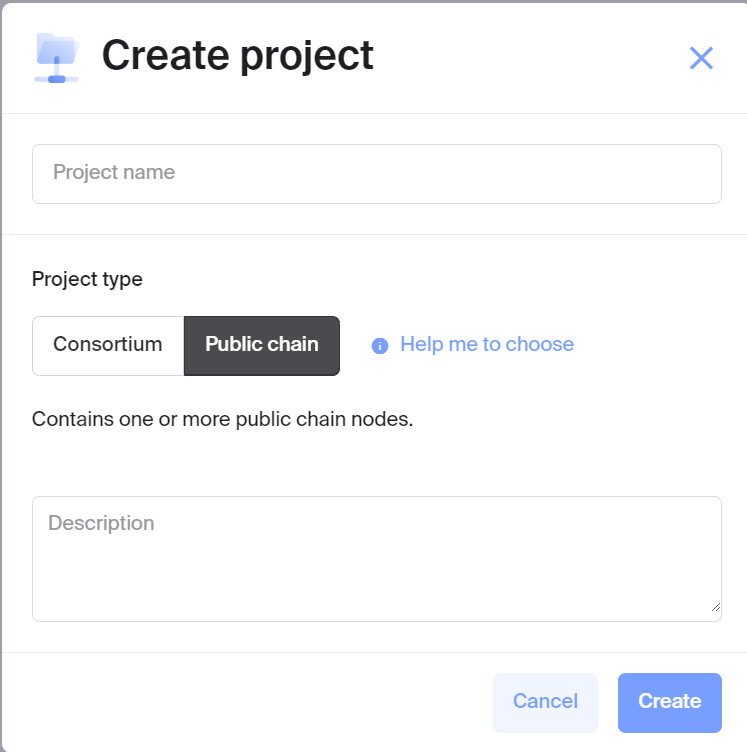 Create project
Project name
Project type
Consortium
Public chain
Help me to choose
Contains one or more public chain nodes.
Description
Cancel
Create